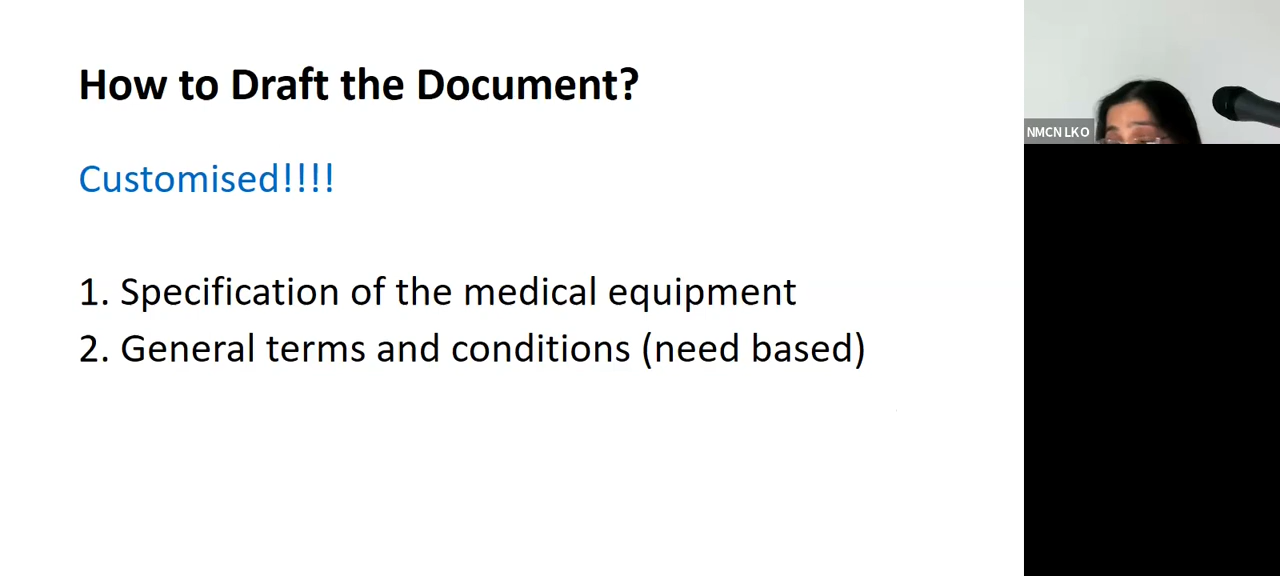 How to Draft the Document?
Customised!!!!
1. Specification of the medical equipment
2. General terms and conditions (need based)
NMCN LKO